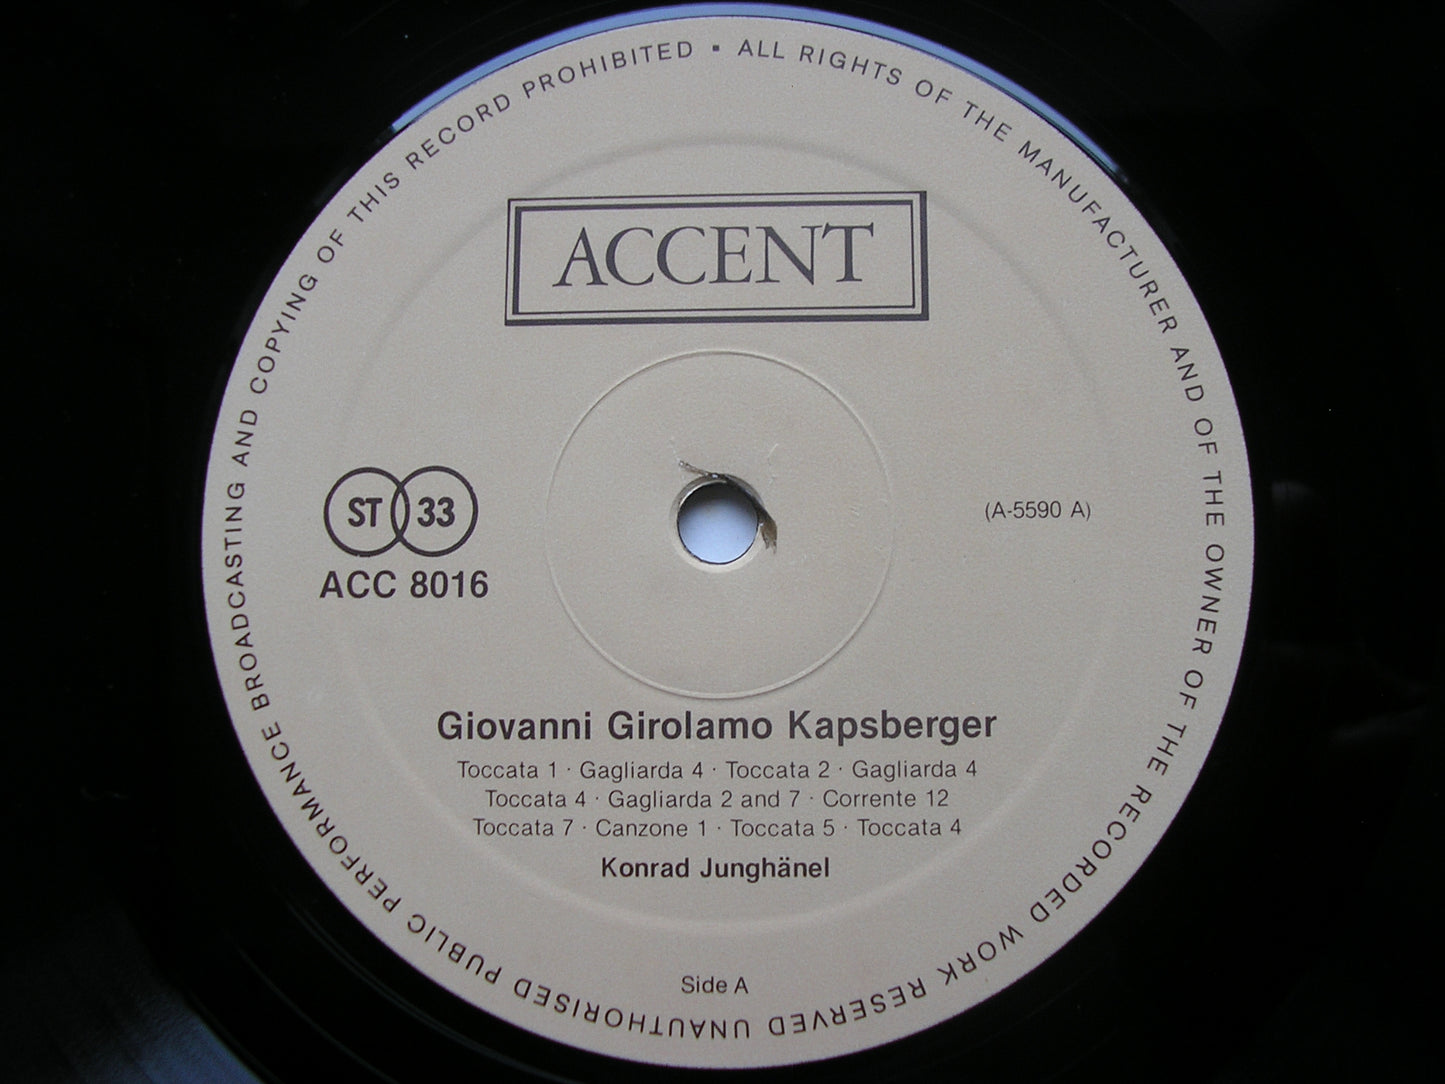 ALL RIGHTS OF THE MANUFACTURER AND OF THE OWNER OF THE RECORDED WORK RESERVED UNAUTHORISED PUBLIC PERFORMANCE BROADCASTING AND COPYING OF THIS RECORD PROHIBITED ▪
ACCENT
ST 33
(A-5590 A)
ACC 8016
Giovanni Girolamo Kapsberger
Toccata 1 · Gagliarda 4 · Toccata 2 · Gagliarda 4
Toccata 4 · Gagliarda 2 and 7 · Corrente 12
Toccata 7 · Canzone 1 · Toccata 5 · Toccata 4
Konrad Junghänel
Side A